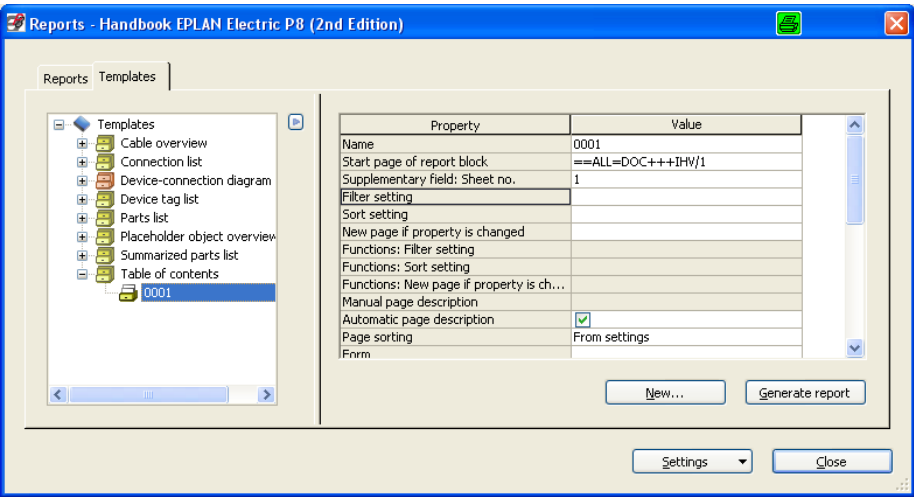 Reports - Handbook EPLAN Electric P8 (2nd Edition)
Reports Templates
Templates
Cable overview
Connection list
Device-connection diagram
Device tag list
Parts list
Placeholder object overview
Summarized parts list
Table of contents
0001
Property Value
Name 0001
Start page of report block ==ALL=DOC+++IHV/1
Supplementary field: Sheet no. 1
Filter setting
Sort setting
New page if property is changed
Functions: Filter setting
Functions: Sort setting
Functions: New page if property is ch...
Manual page description
Automatic page description
Page sorting From settings
Form
New... Generate report
Settings Close